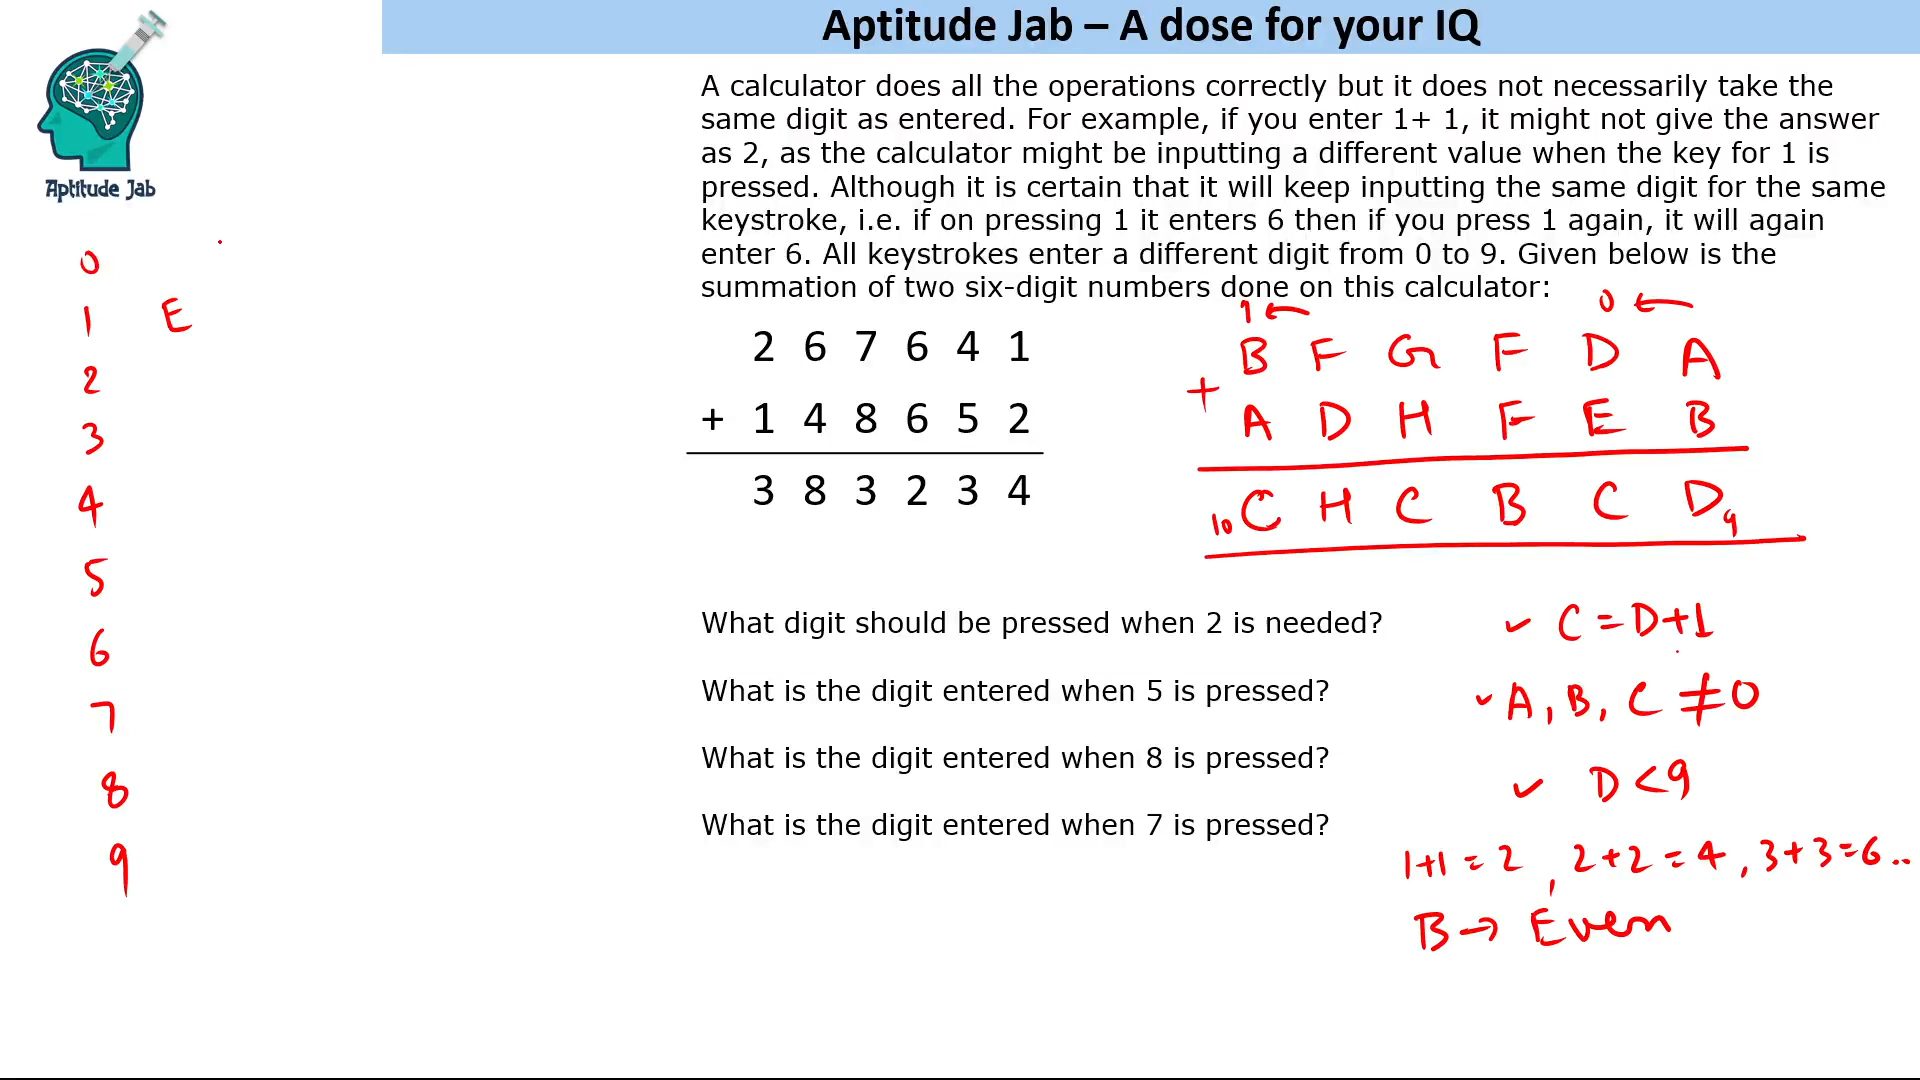 Aptitude Jab – A dose for your IQ
Aptitude Jab
A calculator does all the operations correctly but it does not necessarily take the
same digit as entered. For example, if you enter 1+ 1, it might not give the answer
as 2, as the calculator might be inputting a different value when the key for 1 is
pressed. Although it is certain that it will keep inputting the same digit for the same
keystroke, i.e. if on pressing 1 it enters 6 then if you press 1 again, it will again
enter 6. All keystrokes enter a different digit from 0 to 9. Given below is the
summation of two six-digit numbers done on this calculator:
0
1 E
2
3
4
5
6
7
8
9
2 6 7 6 4 1
+ 1 4 8 6 5 2
3 8 3 2 3 4
1 ← 0 ←
B F G F D A
+ A D H F E B
10 C H C B C D 9
What digit should be pressed when 2 is needed?
What is the digit entered when 5 is pressed?
What is the digit entered when 8 is pressed?
What is the digit entered when 7 is pressed?
✓ C = D+1
✓ A, B, C ≠ 0
✓ D < 9
1+1 = 2, 2+2 = 4, 3+3=6..
B → Even